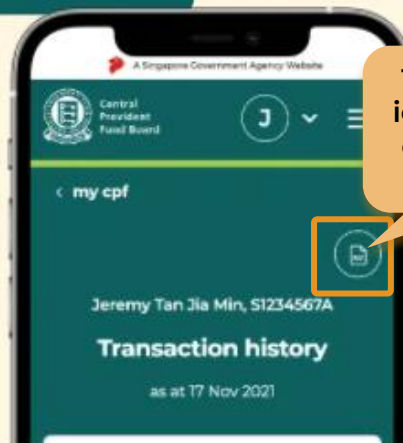 A Singapore Government Agency Website
Central
Provident
Fund Board
J
< my cpf
Jeremy Tan Jia Min, S1234567A
Transaction history
as at 17 Nov 2021